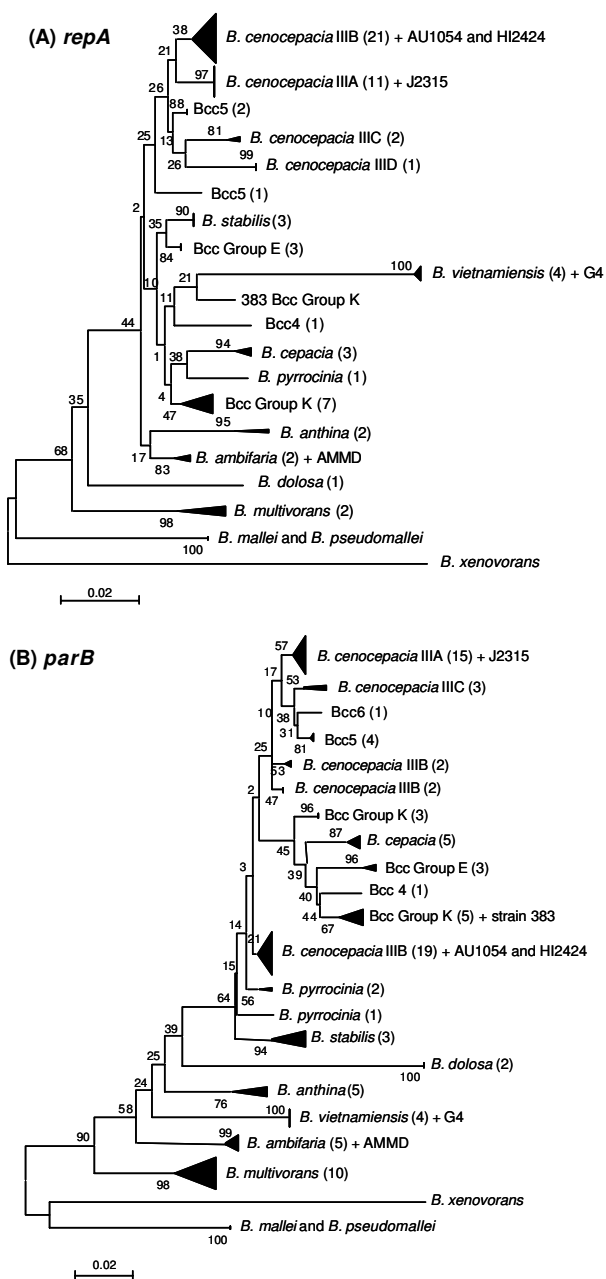 (A) repA
38
B. cenocepacia IIIB (21) + AU1054 and HI2424
21
97
B. cenocepacia IIIA (11) + J2315
26
88
Bcc5 (2)
13
81
B. cenocepacia IIIC (2)
25
26
99
B. cenocepacia IIID (1)
Bcc5 (1)
2
90
B. stabilis (3)
35
Bcc Group E (3)
84
10
100
B. vietnamiensis (4) + G4
21
11
383 Bcc Group K
44
Bcc4 (1)
1
94
B. cepacia (3)
38
B. pyrrocinia (1)
4
47
Bcc Group K (7)
35
95
B. anthina (2)
17
83
B. ambifaria (2) + AMMD
68
B. dolosa (1)
98
B. multivorans (2)
B. mallei and B. pseudomallei
100
B. xenovorans
0.02
(B) parB
57
B. cenocepacia IIIA (15) + J2315
17
53
B. cenocepacia IIIC (3)
10
38
Bcc6 (1)
31
Bcc5 (4)
81
25
53
B. cenocepacia IIIB (2)
47
B. cenocepacia IIIB (2)
2
96
Bcc Group K (3)
87
B. cepacia (5)
45
39
96
Bcc Group E (3)
3
40
Bcc 4 (1)
44
67
Bcc Group K (5) + strain 383
14
21
B. cenocepacia IIIB (19) + AU1054 and HI2424
15
56
B. pyrrocinia (2)
64
B. pyrrocinia (1)
94
B. stabilis (3)
39
B. dolosa (2)
100
25
76
B. anthina (5)
24
100
B. vietnamiensis (4) + G4
58
99
B. ambifaria (5) + AMMD
90
98
B. multivorans (10)
B. xenovorans
B. mallei and B. pseudomallei
100
0.02